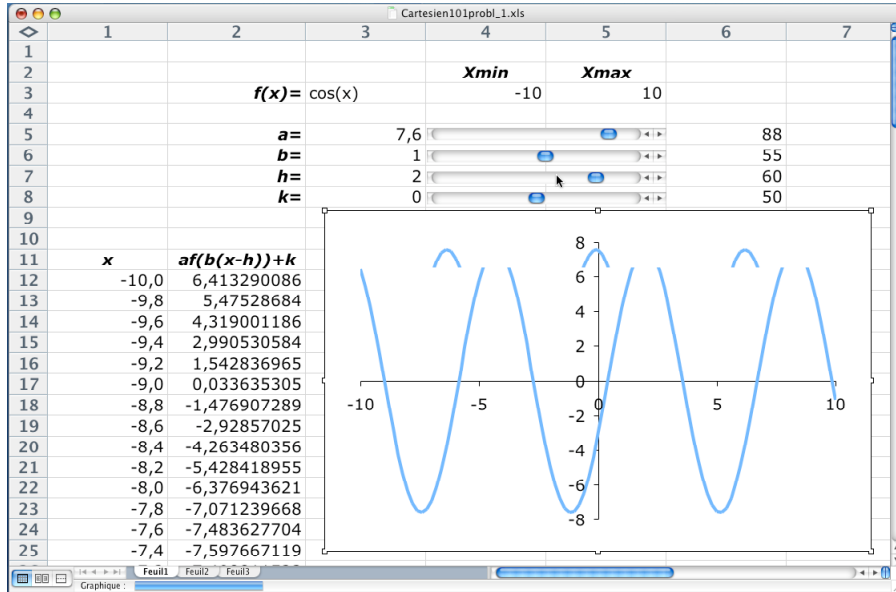 Cartesien101probl_1.xls
1 2 3 4 5 6 7
1
2 Xmin Xmax
3 f(x)= cos(x) -10 10
4
5 a= 7,6 88
6 b= 1 55
7 h= 2 60
8 k= 0 50
9
10
11 x af(b(x-h))+k
12 -10,0 6,413290086
13 -9,8 5,47528684
14 -9,6 4,319001186
15 -9,4 2,990530584
16 -9,2 1,542836965
17 -9,0 0,033635305
18 -8,8 -1,476907289
19 -8,6 -2,92857025
20 -8,4 -4,263480356
21 -8,2 -5,428418955
22 -8,0 -6,376943621
23 -7,8 -7,071239668
24 -7,6 -7,483627704
25 -7,4 -7,597667119
8
6
4
2
0
-10 -5 0 5 10
-2
-4
-6
-8
Feuil1 Feuil2 Feuil3
Graphique :